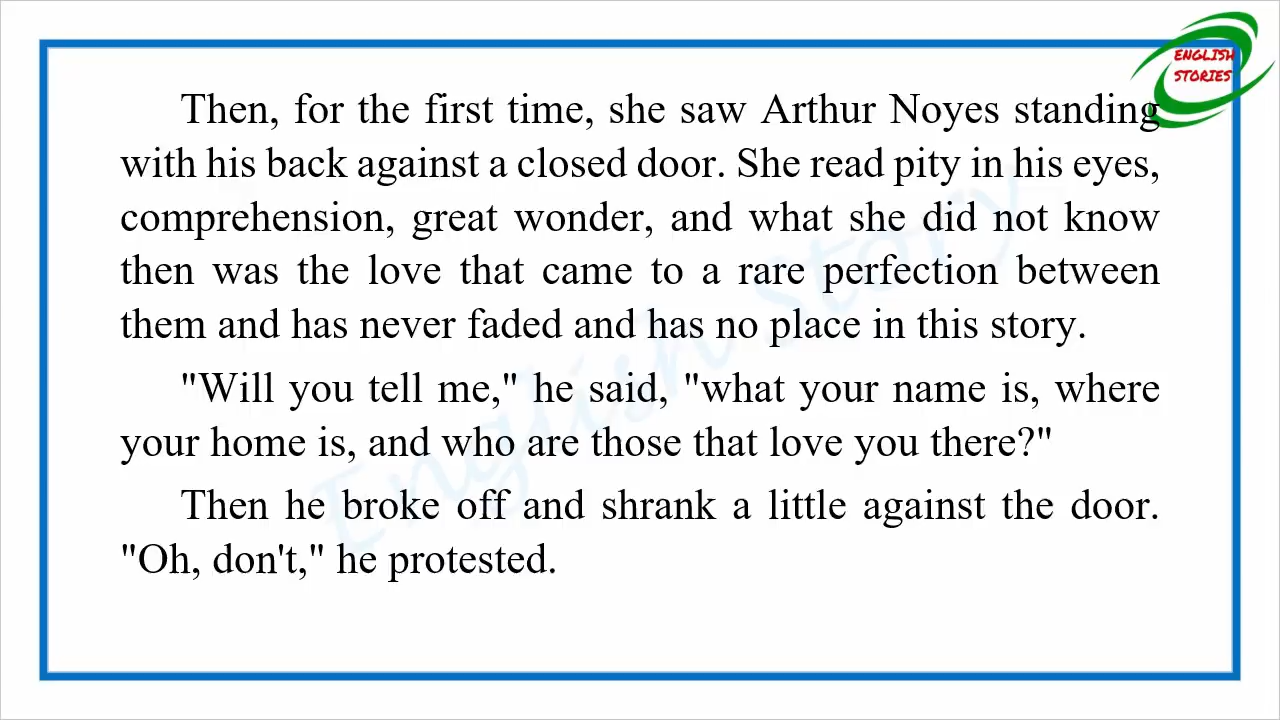 ENGLISH
STORIES
Then, for the first time, she saw Arthur Noyes standing
with his back against a closed door. She read pity in his eyes,
comprehension, great wonder, and what she did not know
then was the love that came to a rare perfection between
them and has never faded and has no place in this story.
"Will you tell me," he said, "what your name is, where
your home is, and who are those that love you there?"
Then he broke off and shrank a little against the door.
"Oh, don't," he protested.
English Story